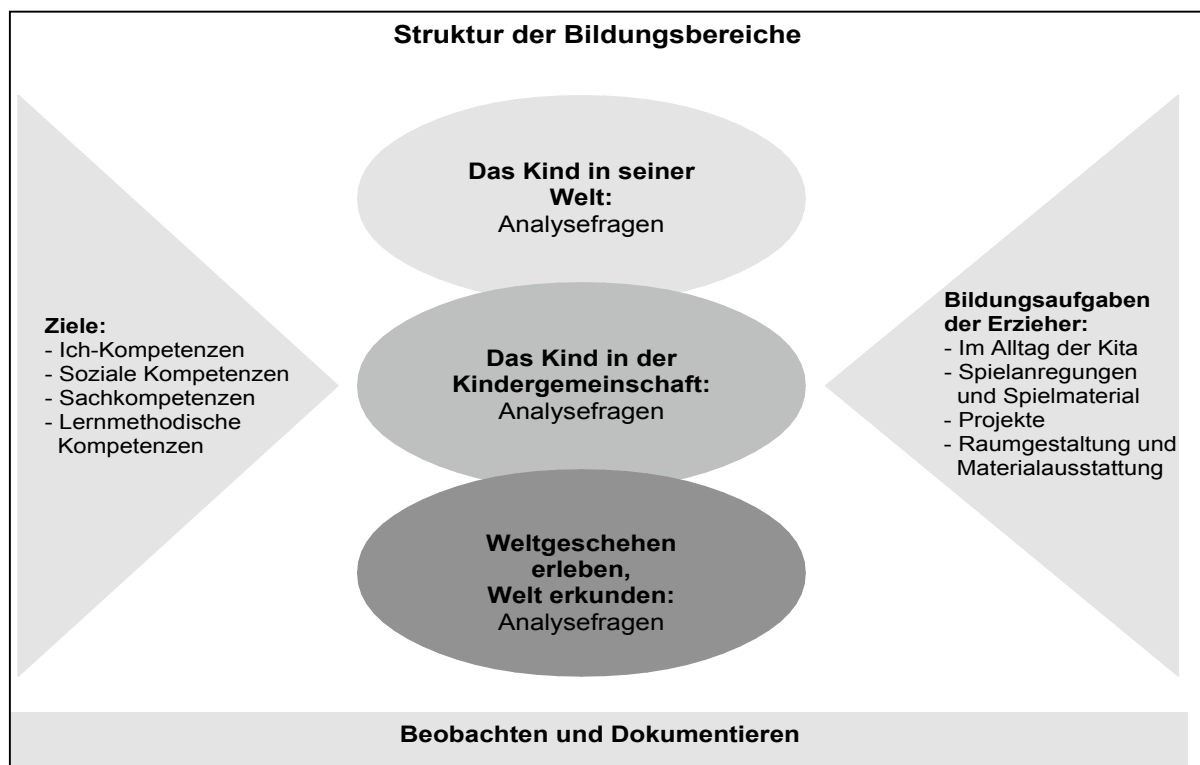 Struktur der Bildungsbereiche
Das Kind in seiner
Welt:
Analysefragen
Ziele:
- Ich-Kompetenzen
- Soziale Kompetenzen
- Sachkompetenzen
- Lernmethodische
Kompetenzen
Das Kind in der
Kindergemeinschaft:
Analysefragen
Bildungsaufgaben
der Erzieher:
- Im Alltag der Kita
- Spielanregungen
und Spielmaterial
- Projekte
- Raumgestaltung und
Materialausstattung
Weltgeschehen
erleben,
Welt erkunden:
Analysefragen
Beobachten und Dokumentieren